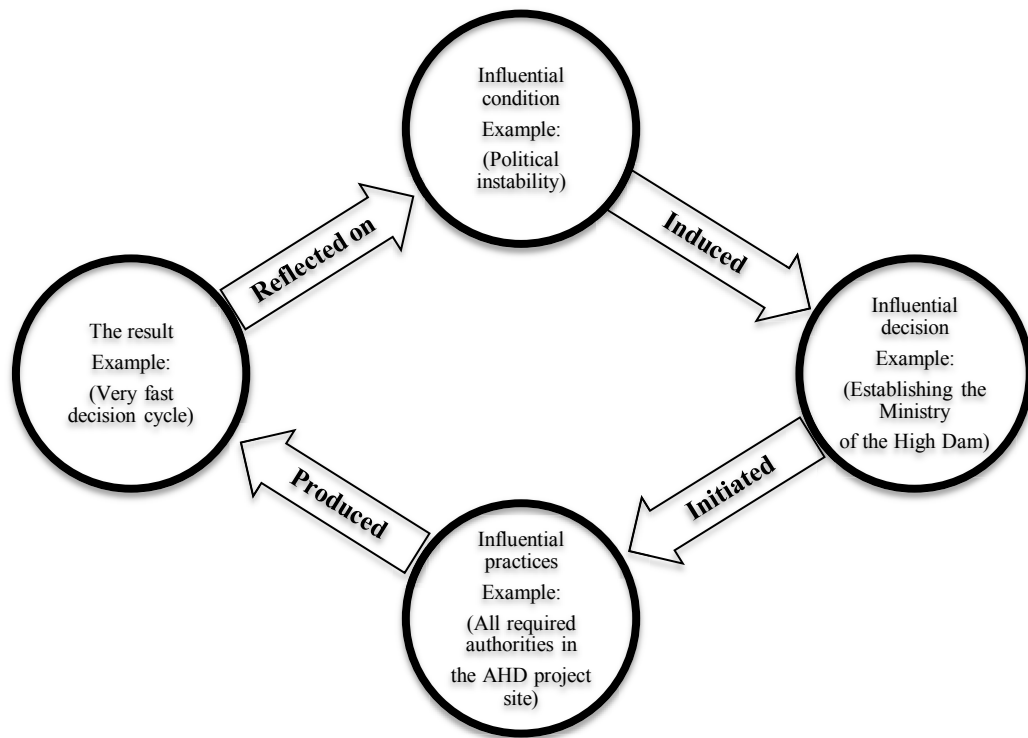 Influential
condition
Example:
(Political
instability)
Induced
Influential
decision
Example:
(Establishing the
Ministry
of the High Dam)
Initiated
Influential
practices
Example:
(All required
authorities in
the AHD project
site)
Produced
The result
Example:
(Very fast
decision cycle)
Reflected on